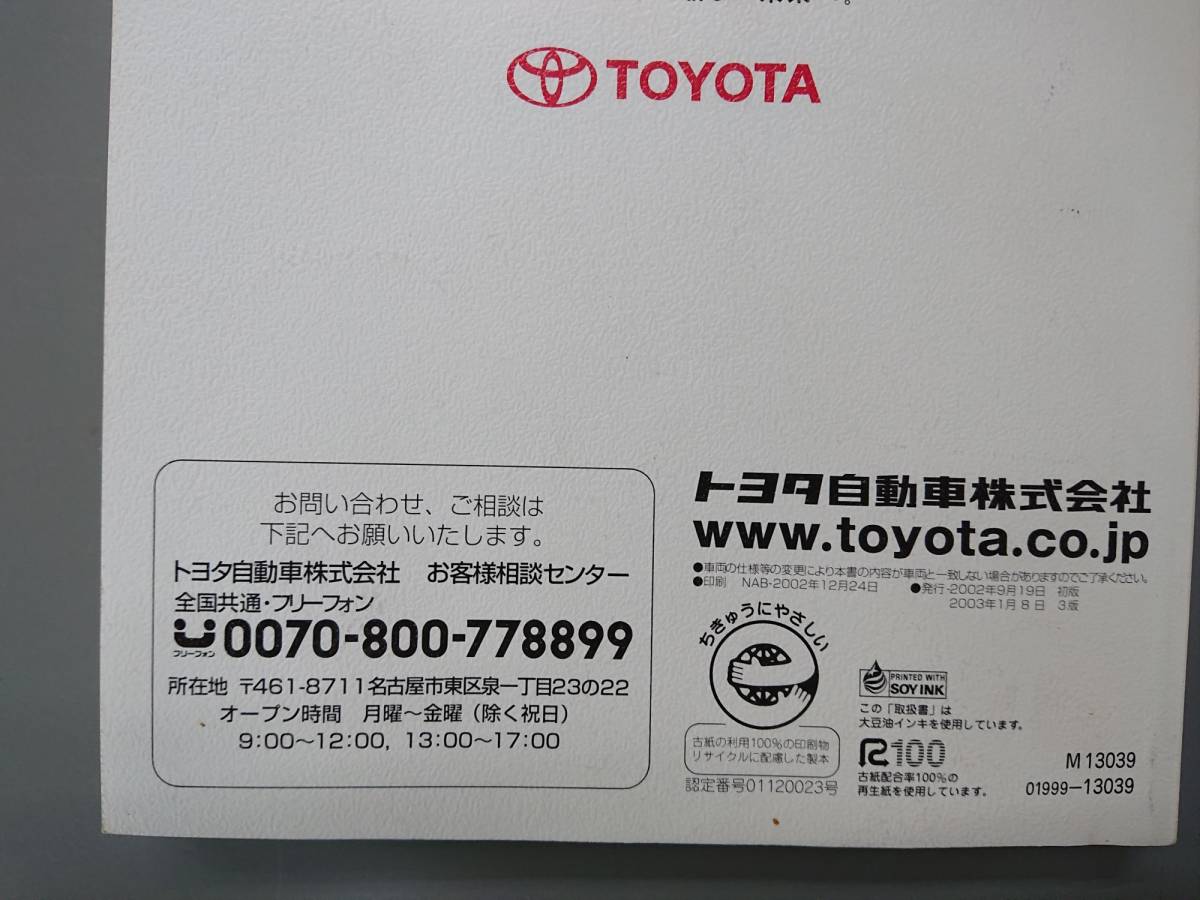 TOYOTA
お問い合わせ、ご相談は
下記へお願いいたします。
トヨタ自動車株式会社 お客様相談センター
全国共通・フリーフォン
フリーフォン 0070-800-778899
所在地 〒461-8711名古屋市東区泉一丁目23の22
オープン時間 月曜～金曜（除く祝日）
9:00～12:00, 13:00～17:00
トヨタ自動車株式会社
www.toyota.co.jp
●車両の仕様等の変更により本書の内容が車両と一致しない場合がありますのでご了承ください。
●印刷 NAB-2002年12月24日 ●発行-2002年9月19日 初版
2003年1月8日 3版
ちきゅうにやさしい
古紙の利用100%の印刷物
リサイクルに配慮した製本
認定番号01120023号
PRINTED WITH
SOY INK
この「取扱書」は
大豆油インキを使用しています。
R100
古紙配合率100%の
再生紙を使用しています。
M 13039
01999-13039